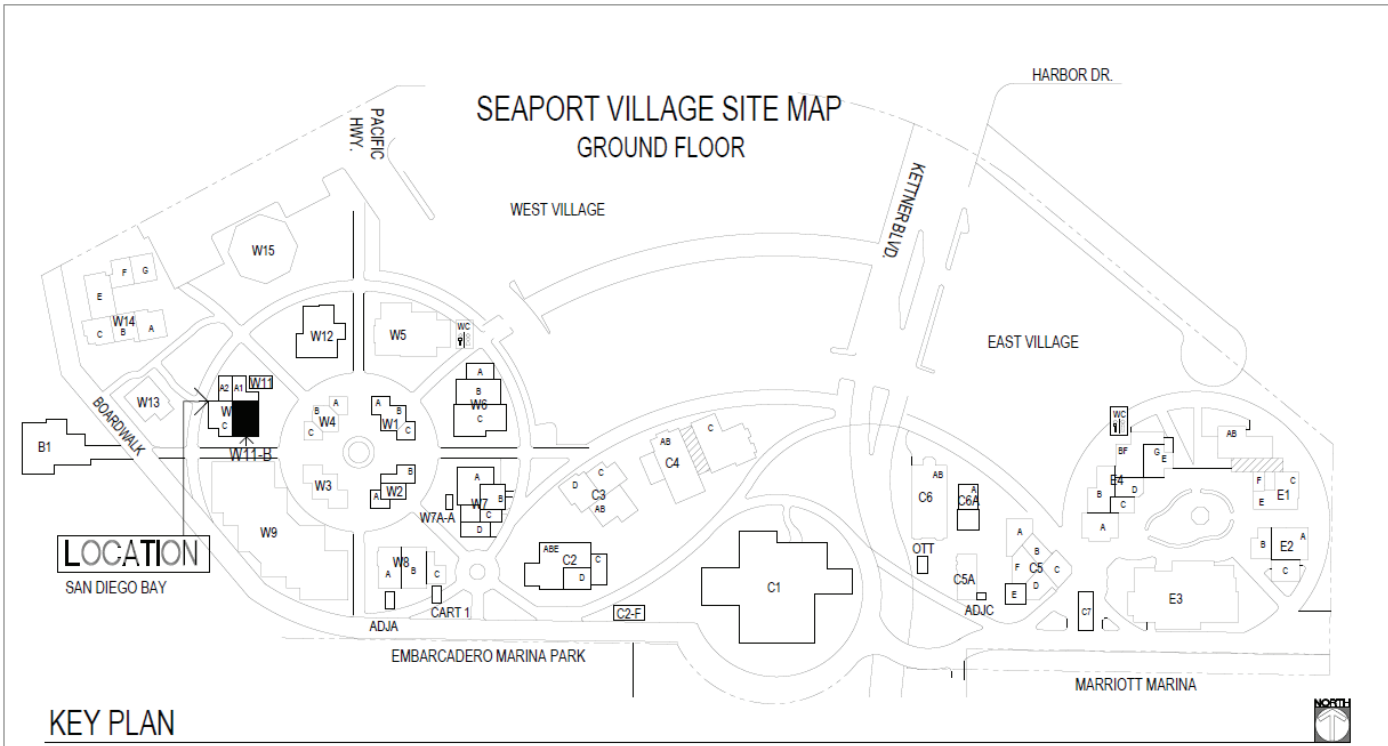 HARBOR DR.
SEAPORT VILLAGE SITE MAP
GROUND FLOOR
PACIFIC
HWY.
KETTNER BLVD.
WEST VILLAGE
EAST VILLAGE
W15
F G
E
W14
C B A
W13
BOARDWALK
B1
W12
W5
WC
A2 A1 W11
W
C
W11-B
A
B
W4
C
A
B
W1
C
A
B
W6
C
W3
B
W2
A
A
W7
B
C
D
W7A-A
W9
LOCATION
SAN DIEGO BAY
W8
A B C
ADJA
CART 1
D C
C3
AB
AB
C4
C
ABE
C2
C
D
C2-F
C1
AB
C6
A
C6A
OTT
C5A
ADJC
A
B
F C5 C
D
E
C7
WC
BF
G
E
E4
B
D
C
A
AB
F C
E
E1
B A
E2
C
E3
EMBARCADERO MARINA PARK
MARRIOTT MARINA
KEY PLAN
NORTH